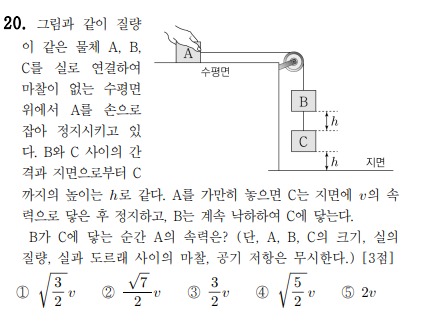 20. 그림과 같이 질량
이 같은 물체 A, B,
C를 실로 연결하여
마찰이 없는 수평면
위에서 A를 손으로
잡아 정지시키고 있
다. B와 C 사이의 간
격과 지면으로부터 C
A
수평면
B
h
C
h
지면
까지의 높이는 h로 같다. A를 가만히 놓으면 C는 지면에 v의 속
력으로 닿은 후 정지하고, B는 계속 낙하하여 C에 닿는다.
B가 C에 닿는 순간 A의 속력은? (단, A, B, C의 크기, 실의
질량, 실과 도르래 사이의 마찰, 공기 저항은 무시한다.) [3점]
① √(3/2) v ② √7/2 v ③ 3/2 v ④ √(5/2) v ⑤ 2v